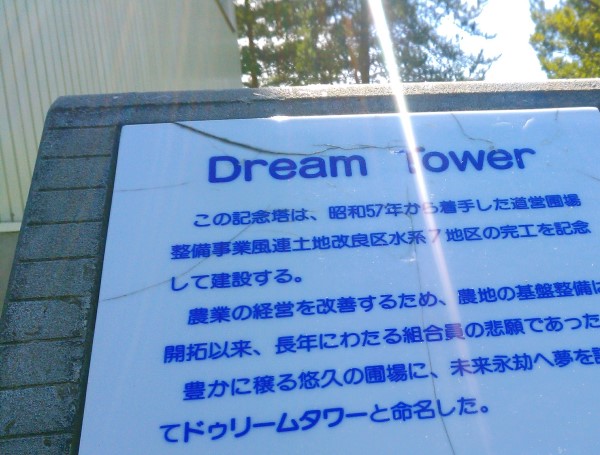 Dream Tower
この記念塔は、昭和57年から着手した道営圃場
整備事業風連土地改良区水系7地区の完工を記念
して建設する。
農業の経営を改善するため、農地の基盤整備は
開拓以来、長年にわたる組合員の悲願であった
豊かに穣る悠久の圃場に、未来永劫へ夢を
てドゥリームタワーと命名した。